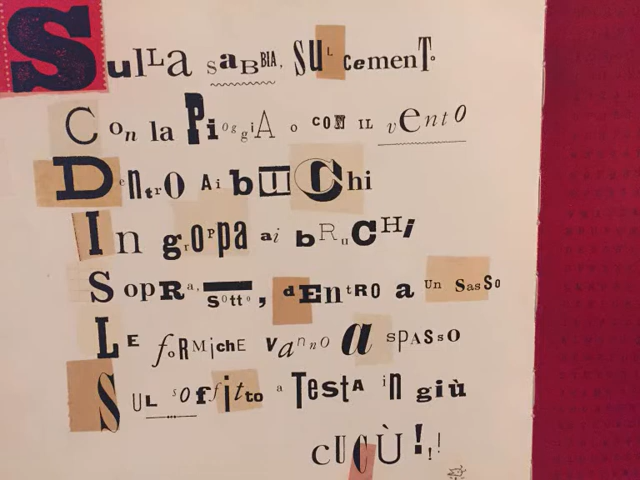 Sulla sabbia, sul cemento
Con la Pioggia o con il vento
Dentro Ai buchi
In groppa ai bRuCHi
Sopra, sotto, dEntRO a Un SasSo
LE foRMichE Vanno a sPASsO
SUL soffitto a Testa in giù
cUCÙ!!!